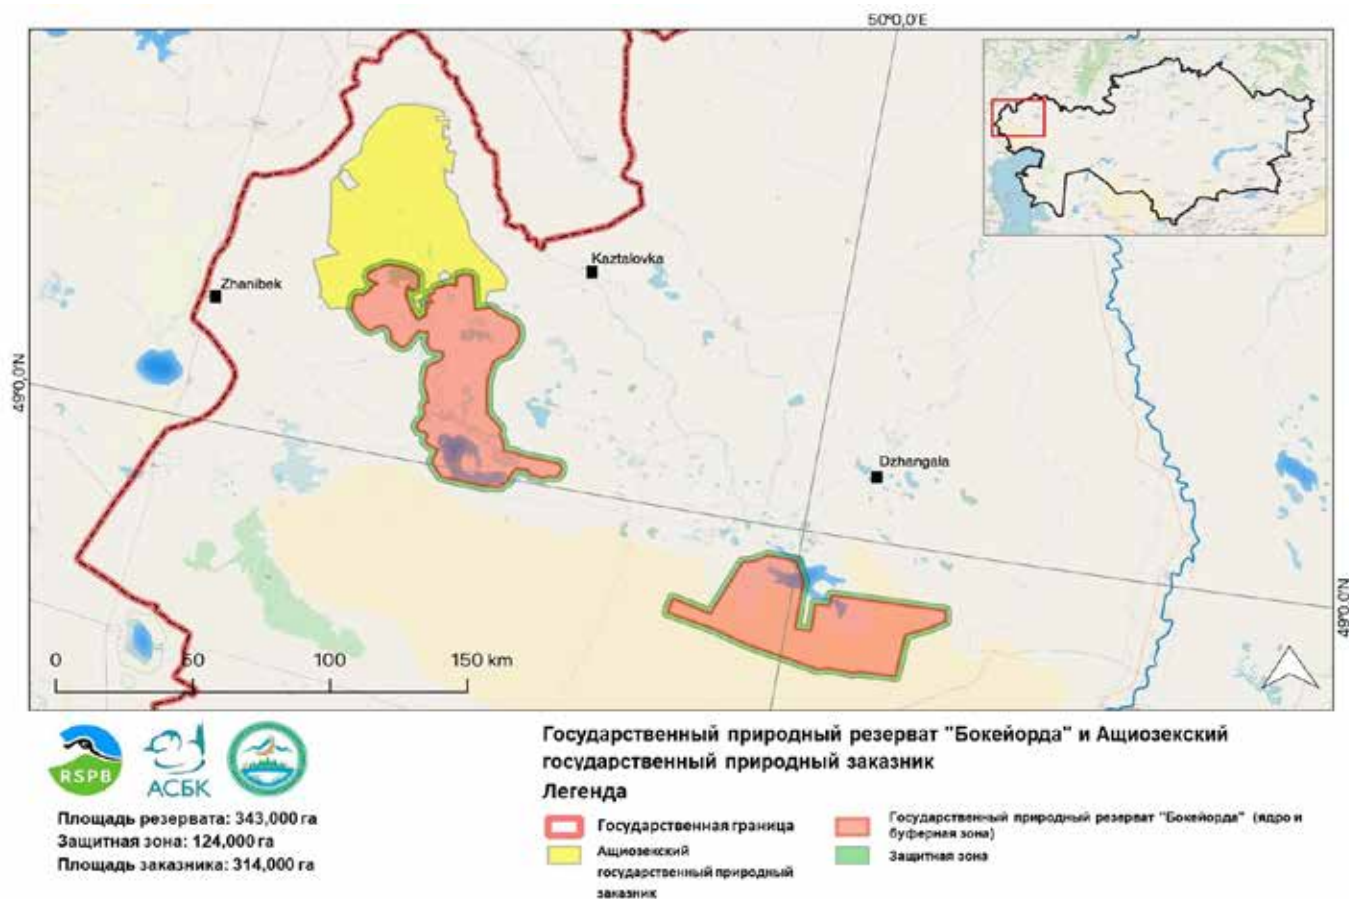 50°0,0'E
Zhanibek
Kaztalovka
49°0,0'N
Dzhangala
49°0,0'N
0 50 100 150 km
RSPB
АСБК
Площадь резервата: 343,000 га
Защитная зона: 124,000 га
Площадь заказника: 314,000 га
Государственный природный резерват "Бокейорда" и Ащиозекский
государственный природный заказник
Легенда
Государственная граница
Ащиозекский
государственный природный
заказник
Государственный природный резерват "Бокейорда" (ядро и
буферная зона)
Защитная зона